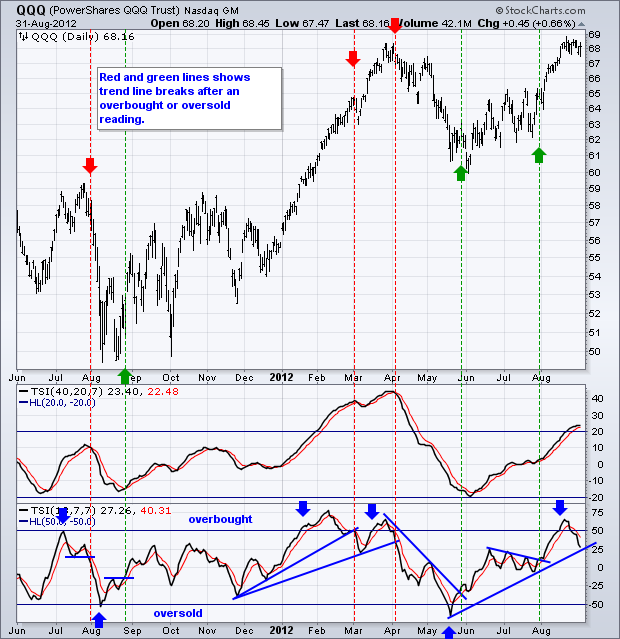 QQQ (PowerShares QQQ Trust) Nasdaq GM © StockCharts.com
31-Aug-2012 Open 68.20 High 68.45 Low 67.47 Last 68.16 Volume 42.1M Chg +0.45 (+0.66%)
QQQ (Daily) 68.16
Red and green lines shows
trend line breaks after an
overbought or oversold
reading.
69
68
67
66
65
64
63
62
61
60
59
58
57
56
55
54
53
52
51
50
Jun Jul Aug Sep Oct Nov Dec 2012 Feb Mar Apr May Jun Jul Aug
TSI(40,20,7) 23.40, 22.48
HL(20.0, -20.0)
40
30
20
10
0
-10
-20
TSI( ,7,7) 27.26, 40.31
HL(50.0, -50.0)
overbought
oversold
75
50
25
0
-25
-50
Jun Jul Aug Sep Oct Nov Dec 2012 Feb Mar Apr May Jun Jul Aug